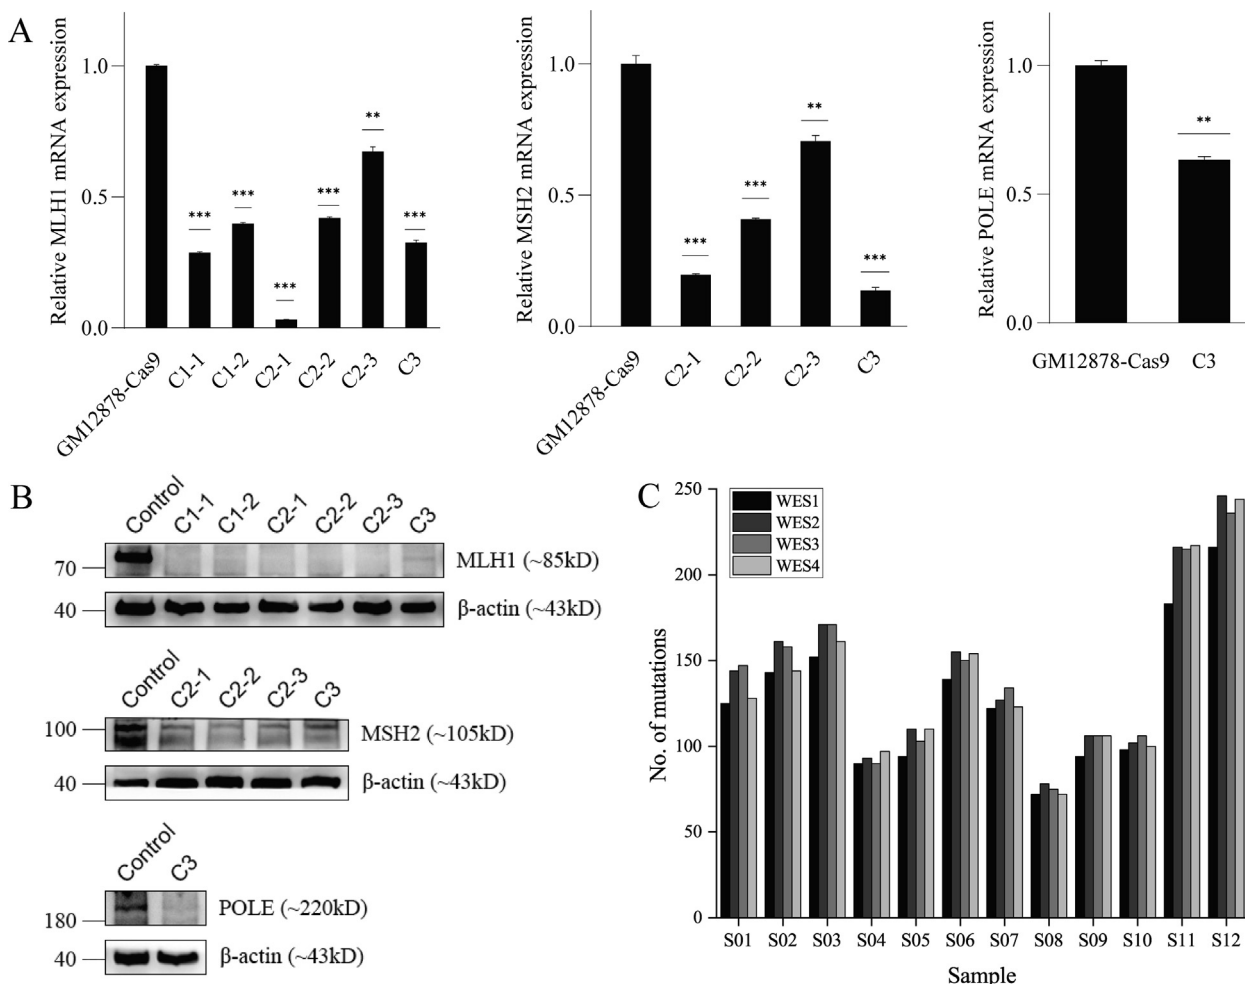 A
Relative MLH1 mRNA expression
1.0
0.5
0.0
***
***
***
***
**
***
GM12878-Cas9
C1-1
C1-2
C2-1
C2-2
C2-3
C3
Relative MSH2 mRNA expression
1.0
0.5
0.0
***
***
**
***
GM12878-Cas9
C2-1
C2-2
C2-3
C3
Relative POLE mRNA expression
1.0
0.5
0.0
**
GM12878-Cas9
C3
B
Control
C1-1
C1-2
C2-1
C2-2
C2-3
C3
70
MLH1 (~85kD)
40
β-actin (~43kD)
Control
C2-1
C2-2
C2-3
C3
100
MSH2 (~105kD)
40
β-actin (~43kD)
Control
C3
180
POLE (~220kD)
40
β-actin (~43kD)
C
No. of mutations
250
200
150
100
50
0
WES1
WES2
WES3
WES4
S01 S02 S03 S04 S05 S06 S07 S08 S09 S10 S11 S12
Sample